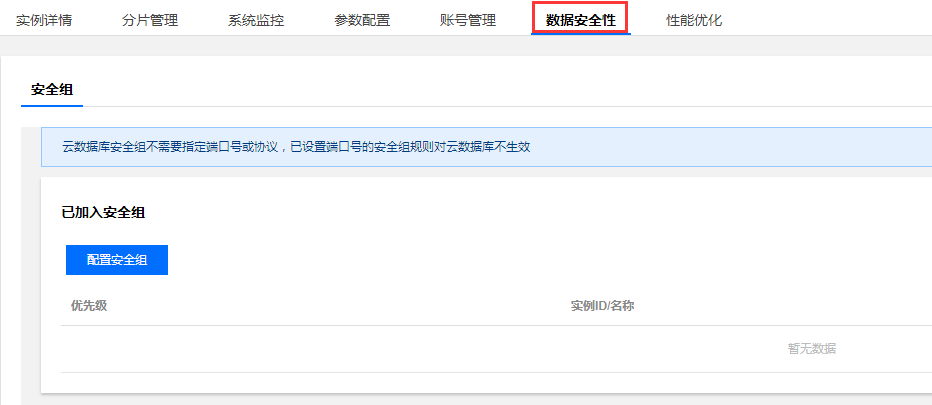 实例详情 分片管理 系统监控 参数配置 账号管理 数据安全性 性能优化
安全组
云数据库安全组不需要指定端口号或协议，已设置端口号的安全组规则对云数据库不生效
已加入安全组
配置安全组
优先级 实例ID/名称
暂无数据